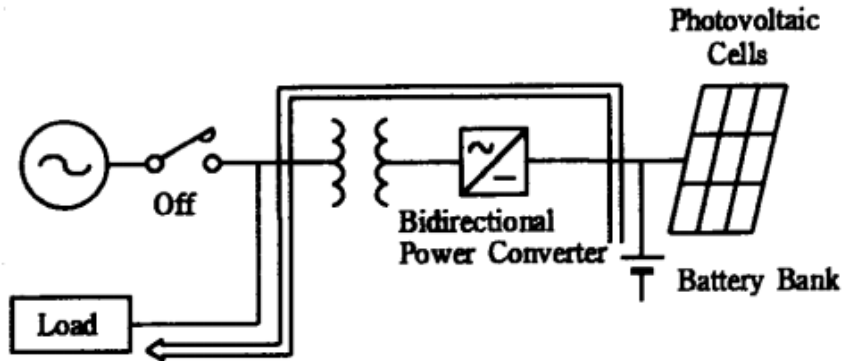 Photovoltaic
Cells
Off
Bidirectional
Power Converter
Battery Bank
Load